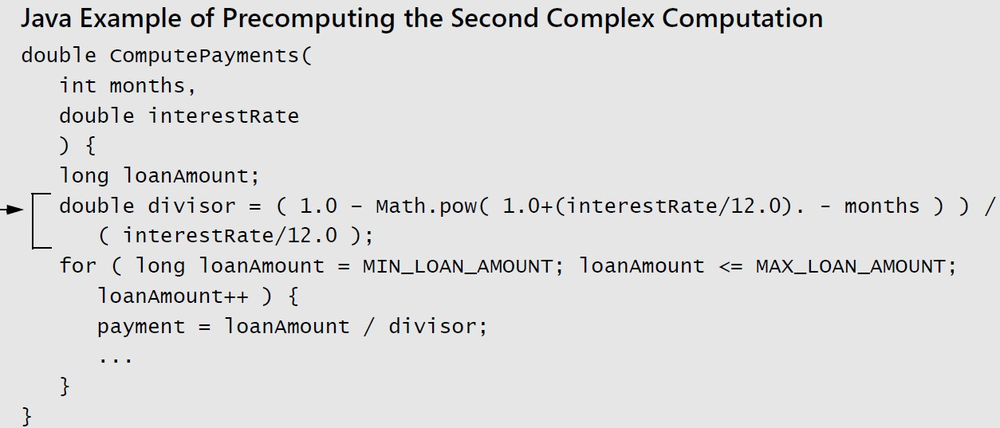 Java Example of Precomputing the Second Complex Computation
double ComputePayments(
int months,
double interestRate
) {
long loanAmount;
double divisor = ( 1.0 - Math.pow( 1.0+(interestRate/12.0). - months ) ) /
( interestRate/12.0 );
for ( long loanAmount = MIN_LOAN_AMOUNT; loanAmount <= MAX_LOAN_AMOUNT;
loanAmount++ ) {
payment = loanAmount / divisor;
...
}
}